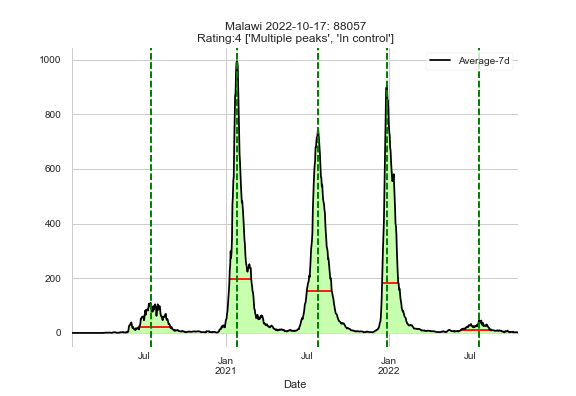 Malawi 2022-10-17: 88057
Rating:4 ['Multiple peaks', 'In control']
Average-7d
1000
800
600
400
200
0
Jul
Jan
2021
Jul
Jan
2022
Jul
Date